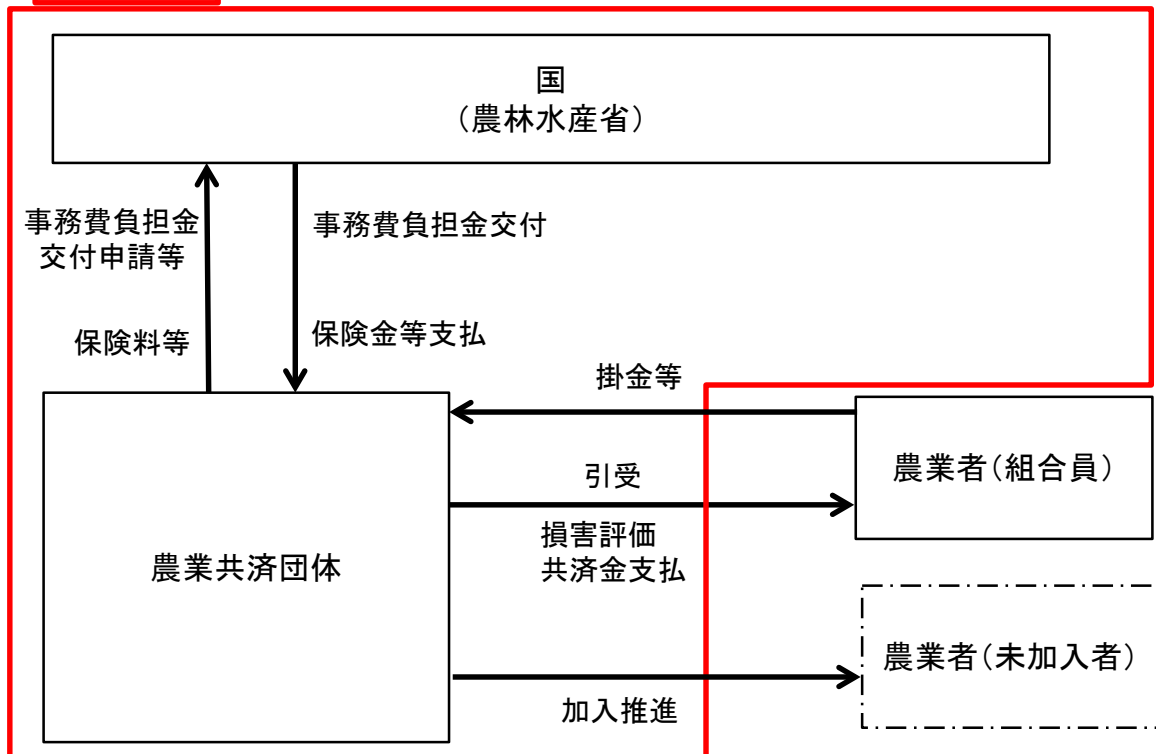 国
（農林水産省）
事務費負担金
交付申請等
事務費負担金交付
保険料等
保険金等支払
掛金等
農業者（組合員）
引受
損害評価
共済金支払
農業共済団体
農業者（未加入者）
加入推進